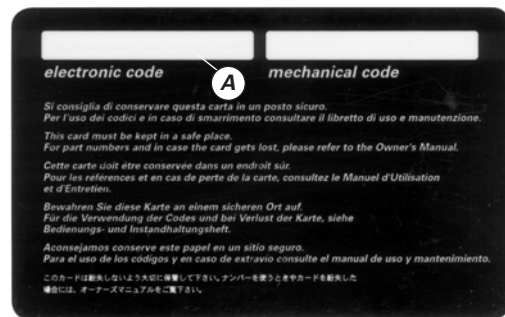 A
electronic code
mechanical code
Si consiglia di conservare questa carta in un posto sicuro.
Per l'uso dei codici e in caso di smarrimento consultare il libretto di uso e manutenzione.
This card must be kept in a safe place.
For part numbers and in case the card gets lost, please refer to the Owner's Manual.
Cette carte doit être conservée dans un endroit sûr.
Pour les références et en cas de perte de la carte, consultez le Manuel d'Utilisation
et d'Entretien.
Bewahren Sie diese Karte an einem sicheren Ort auf.
Für die Verwendung der Codes und bei Verlust der Karte, siehe
Bedienungs- und Instandhaltungsheft.
Aconsejamos conserve este papel en un sitio seguro.
Para el uso de los códigos y en caso de extravío consulte el manual de uso y mantenimiento.
このカードは紛失しないよう大切に保管して下さい。ナンバーを使うときやカードを紛失した
場合には、オーナーズマニュアルをご覧下さい。